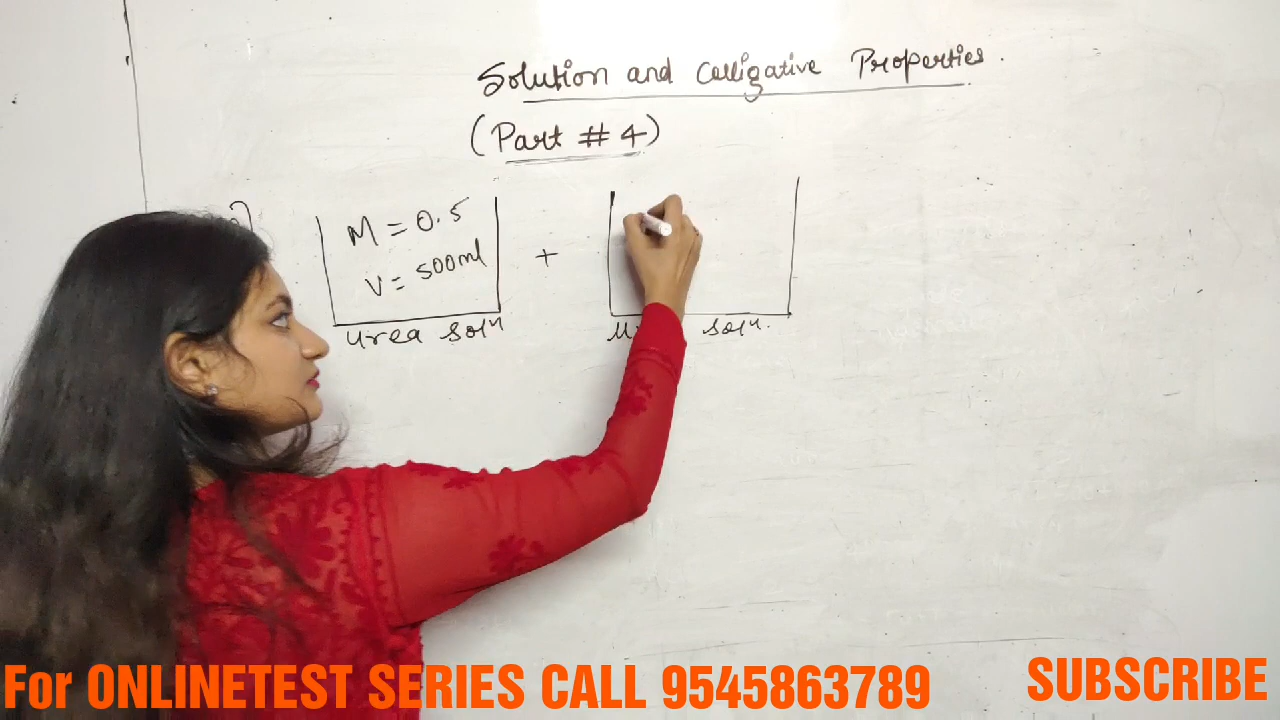 Solution and Colligative Properties.
(Part # 4)
M = 0.5
V = 500ml
+
urea soln
soln.
For ONLINETEST SERIES CALL 9545863789
SUBSCRIBE